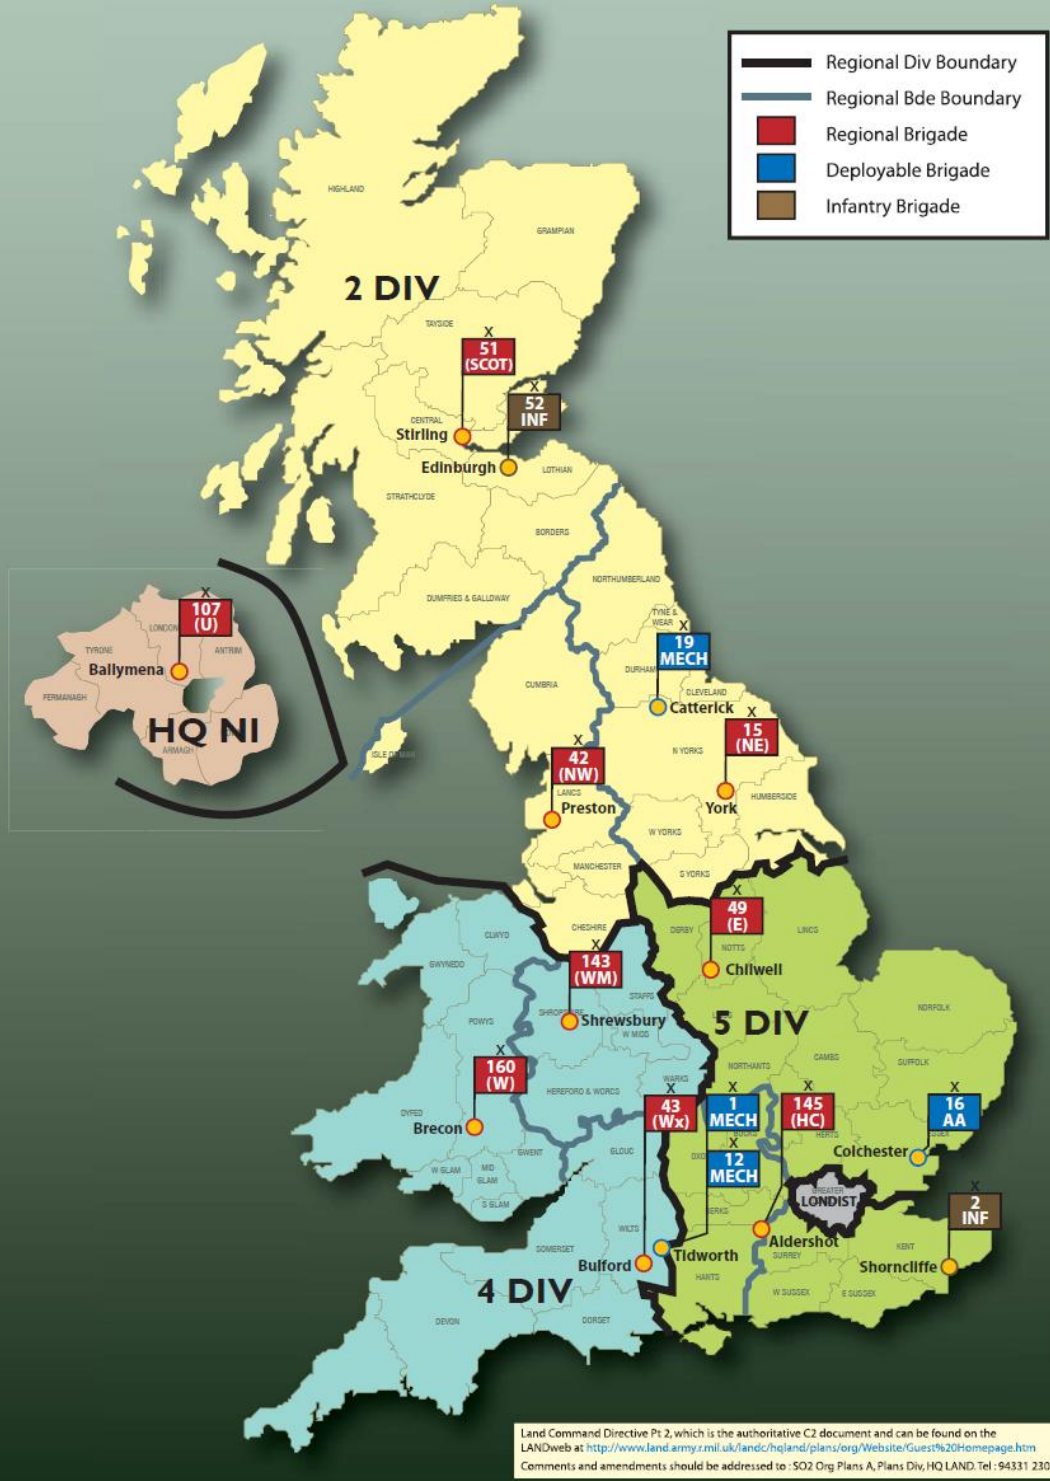 Regional Div Boundary
Regional Bde Boundary
Regional Brigade
Deployable Brigade
Infantry Brigade
HIGHLAND
GRAMPIAN
2 DIV
TAYSIDE
X
51
(SCOT)
X
52
INF
CENTRAL
Stirling
Edinburgh
LOTHIAN
STRATHCLYDE
BORDERS
NORTHUMBERLAND
DUMFRIES & GALLOWAY
X
107
(U)
TYRONE
ANTRIM
Ballymena
FERMANAGH
HQ NI
ARMAGH
TYNE &
WEAR
X
19
MECH
DURHAM
CUMBRIA
CLEVELAND
Catterick
X
15
(NE)
ISLE OF MAN
N YORKS
X
42
(NW)
LANCS
Preston
York
HUMBERSIDE
W YORKS
MANCHESTER
S YORKS
X
49
(E)
CHESHIRE
DERBY
LINCS
NOTTS
Chilwell
CLWYD
GWYNEDD
X
143
(WM)
STAFFS
Shrewsbury
W MIDS
POWYS
5 DIV
NORFOLK
X
160
(W)
HEREFORD & WORCS
WARKS
NORTHANTS
CAMBS
SUFFOLK
X
43
(Wx)
X
1
MECH
X
12
MECH
X
145
(HC)
HERTS
X
16
AA
DYFED
Brecon
GWENT
GLOUC
Colchester
W GLAM
MID
GLAM
S GLAM
GREATER
LONDIST
X
2
INF
WILTS
SOMERSET
Bulford
Tidworth
Aldershot
SURREY
KENT
Shorncliffe
HANTS
W SUSSEX
E SUSSEX
4 DIV
DEVON
DORSET
Land Command Directive Pt 2, which is the authoritative C2 document and can be found on the
LANDweb at http://www.land.army.r.mil.uk/landc/hqland/plans/org/Website/Guest%20Homepage.htm
Comments and amendments should be addressed to : SO2 Org Plans A, Plans Div, HQ LAND. Tel : 94331 230